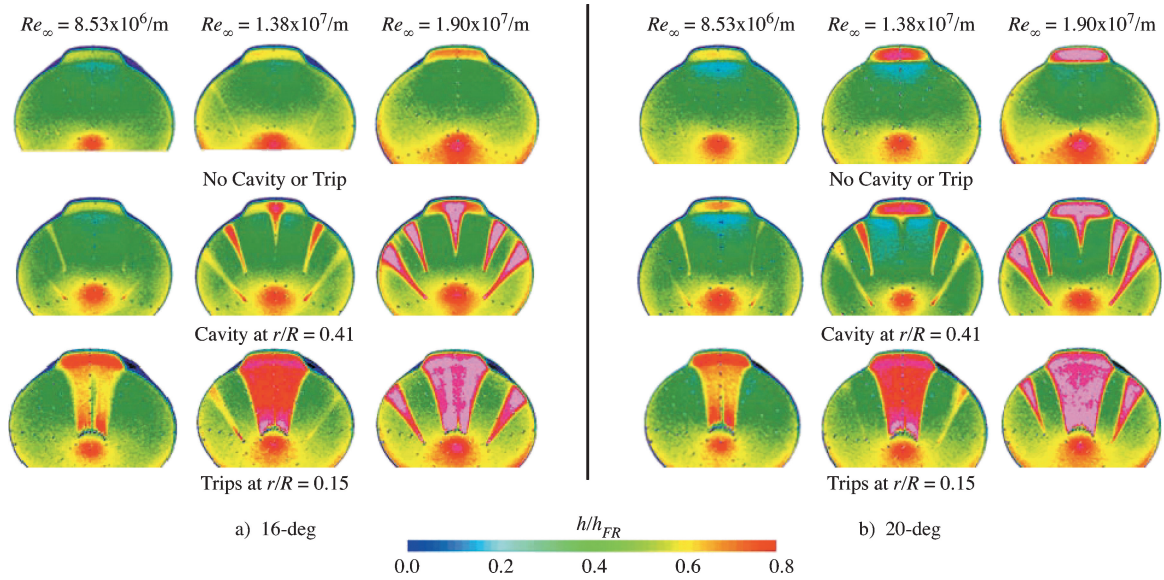 Re∞ = 8.53x10⁶/m Re∞ = 1.38x10⁷/m Re∞ = 1.90x10⁷/m Re∞ = 8.53x10⁶/m Re∞ = 1.38x10⁷/m Re∞ = 1.90x10⁷/m
No Cavity or Trip No Cavity or Trip
Cavity at r/R = 0.41 Cavity at r/R = 0.41
Trips at r/R = 0.15 Trips at r/R = 0.15
a) 16-deg h/hFR b) 20-deg
0.0 0.2 0.4 0.6 0.8